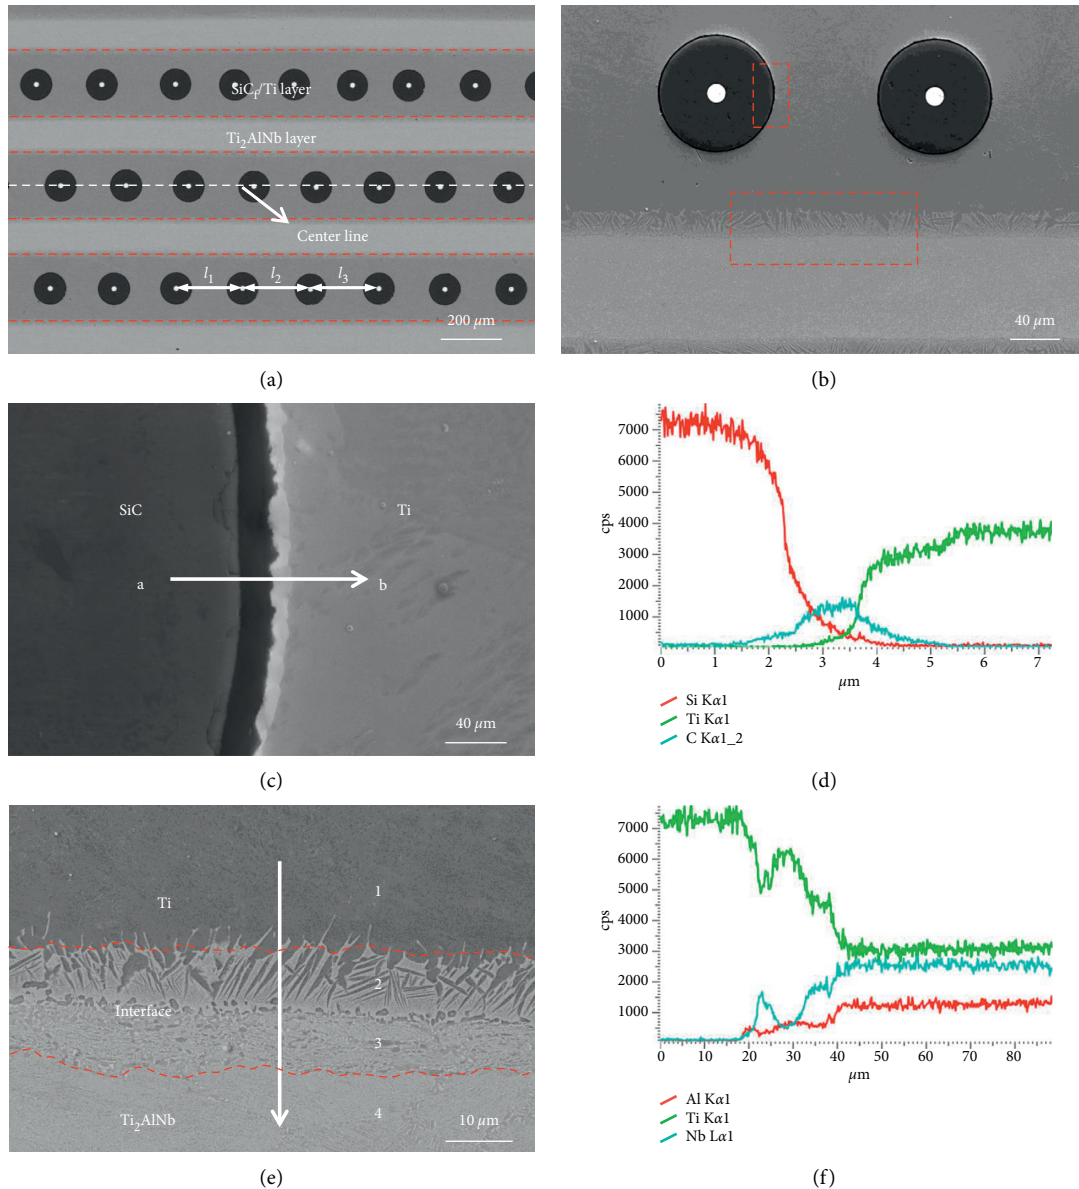 SiCf/Ti layer
Ti2AlNb layer
Center line
l1 l2 l3
200 μm
(a)
40 μm
(b)
SiC
Ti
a
b
40 μm
(c)
7000
6000
5000
4000
3000
2000
1000
cps
0 1 2 3 4 5 6 7
μm
Si Kα1
Ti Kα1
C Kα1_2
(d)
1
Ti
2
Interface
3
4
Ti2AlNb
10 μm
(e)
7000
6000
5000
4000
3000
2000
1000
cps
0 10 20 30 40 50 60 70 80
μm
Al Kα1
Ti Kα1
Nb Lα1
(f)